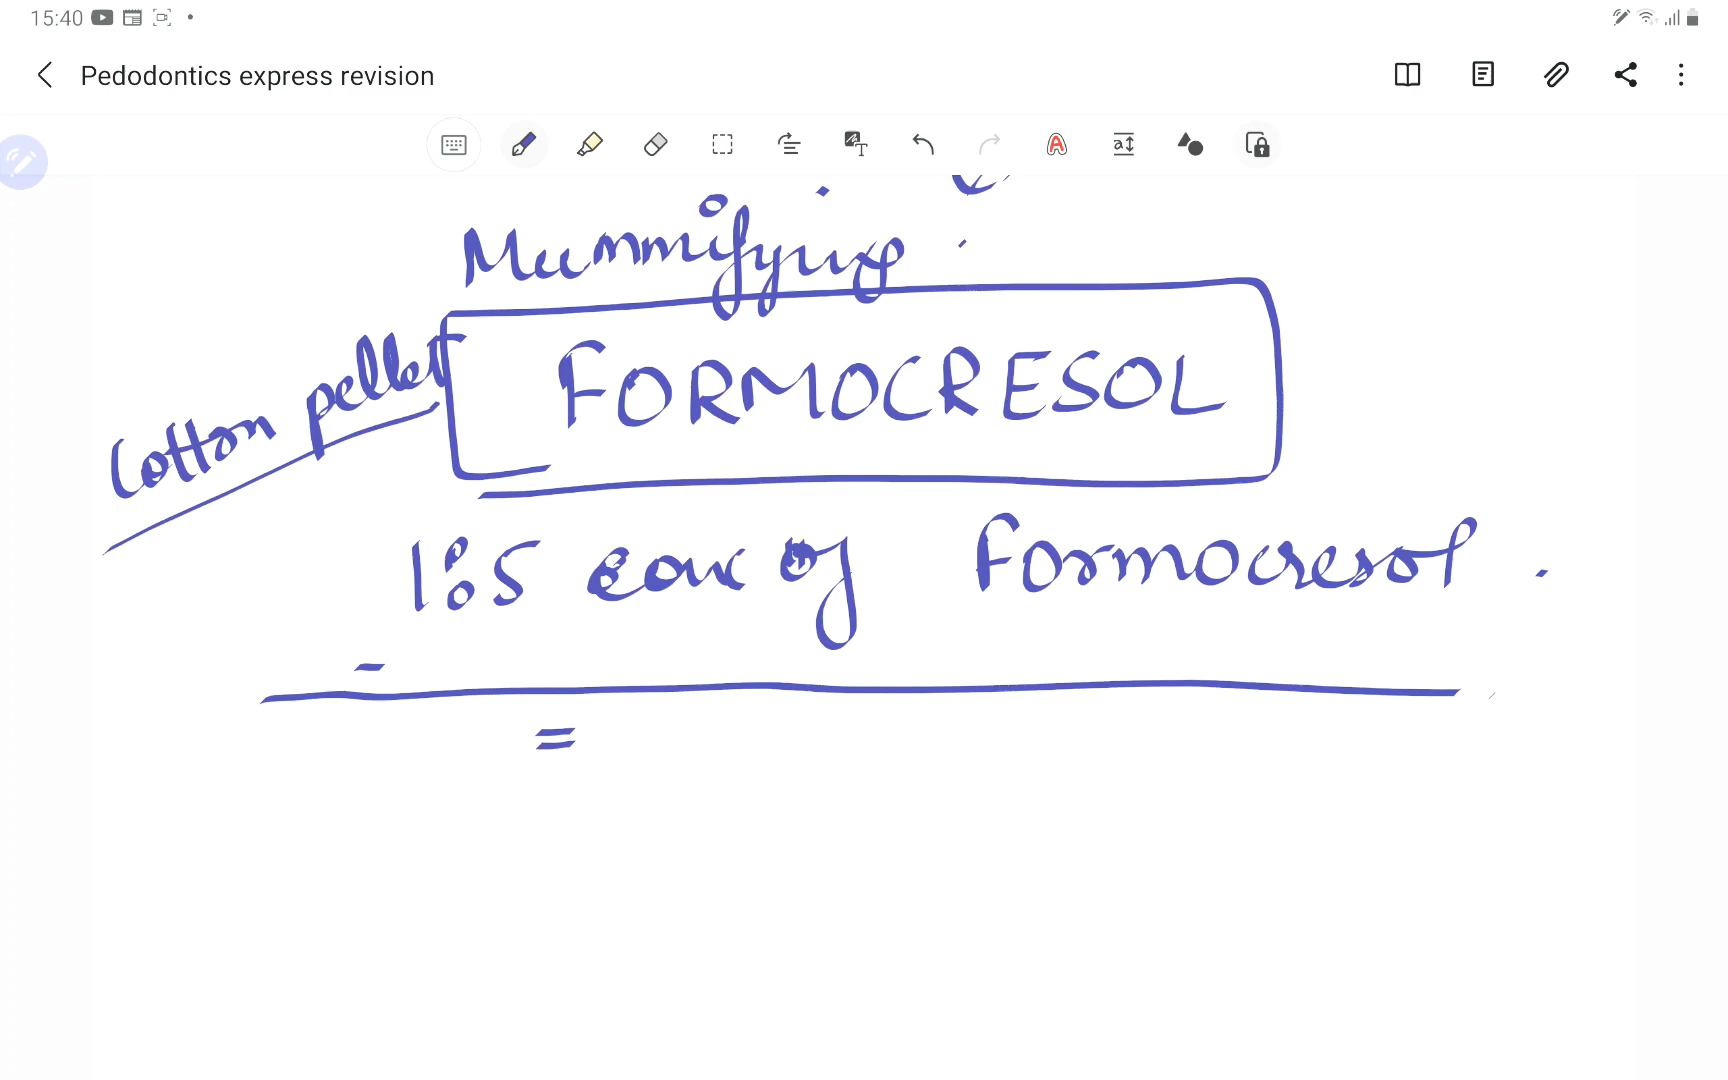 15:40
Pedodontics express revision
Mummifying
Cotton pellet
FORMOCRESOL
1:5 conc of Formocresol .
=